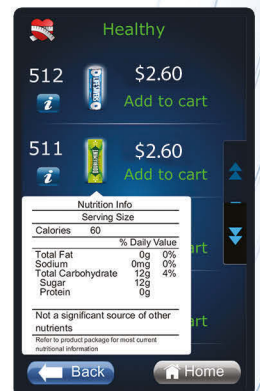 Healthy
512
$2.60
Add to cart
i
511
$2.60
Add to cart
i
Nutrition Info
Serving Size
Calories 60
% Daily Value
Total Fat 0g 0%
Sodium 0mg 0%
Total Carbohydrate 12g 4%
Sugar 12g
Protein 0g
Not a significant source of other
nutrients
Refer to product package for most current
nutritional information
rt
rt
Back
Home